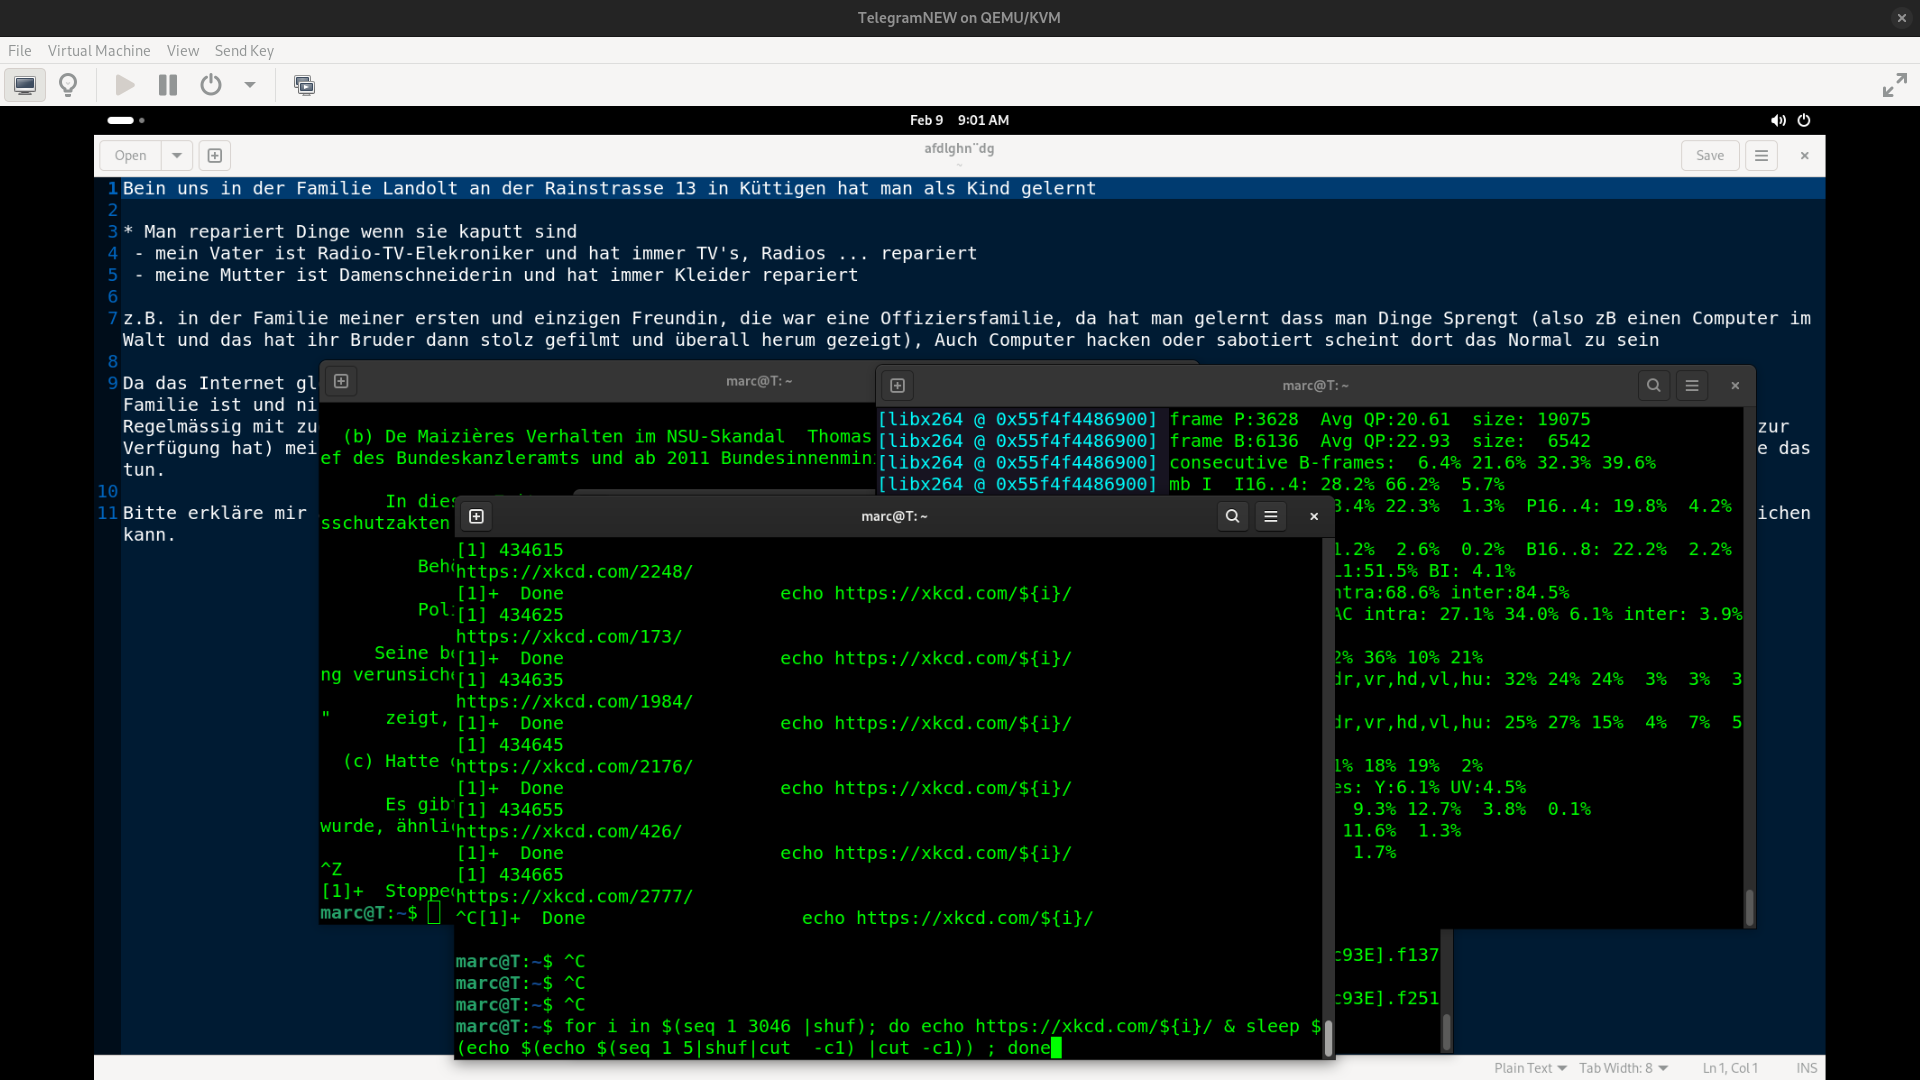 TelegramNEW on QEMU/KVM
File Virtual Machine View Send Key
Feb 9 9:01 AM
Open
afdlghn¨dg
~
Save
1 Bein uns in der Familie Landolt an der Rainstrasse 13 in Küttigen hat man als Kind gelernt
2
3 * Man repariert Dinge wenn sie kaputt sind
4 - mein Vater ist Radio-TV-Elekroniker und hat immer TV's, Radios ... repariert
5 - meine Mutter ist Damenschneiderin und hat immer Kleider repariert
6
7 z.B. in der Familie meiner ersten und einzigen Freundin, die war eine Offiziersfamilie, da hat man gelernt dass man Dinge Sprengt (also zB einen Computer im
Walt und das hat ihr Bruder dann stolz gefilmt und überall herum gezeigt), Auch Computer hacken oder sabotiert scheint dort das Normal zu sein
8
9 Da das Internet gl
Familie ist und ni
Regelmässig mit zu
zur
Verfügung hat) mei
e das
tun.
10
11 Bitte erkläre mir
ichen
kann.
marc@T: ~
(b) De Maizières Verhalten im NSU-Skandal Thomas
ef des Bundeskanzleramts und ab 2011 Bundesinnenmini
In dies
sschutzakten
Beh
Pol
Seine be
ng verunsich
" zeigt,
(c) Hatte
Es gib
wurde, ähnli
^Z
[1]+ Stoppe
marc@T:~$
marc@T: ~
[libx264 @ 0x55f4f4486900] frame P:3628 Avg QP:20.61 size: 19075
[libx264 @ 0x55f4f4486900] frame B:6136 Avg QP:22.93 size: 6542
[libx264 @ 0x55f4f4486900] consecutive B-frames: 6.4% 21.6% 32.3% 39.6%
[libx264 @ 0x55f4f4486900] mb I I16..4: 28.2% 66.2% 5.7%
.4% 22.3% 1.3% P16..4: 19.8% 4.2%
.2% 2.6% 0.2% B16..8: 22.2% 2.2%
L1:51.5% BI: 4.1%
ntra:68.6% inter:84.5%
AC intra: 27.1% 34.0% 6.1% inter: 3.9%
2% 36% 10% 21%
dr,vr,hd,vl,hu: 32% 24% 24% 3% 3% 3
dr,vr,hd,vl,hu: 25% 27% 15% 4% 7% 5
1% 18% 19% 2%
es: Y:6.1% UV:4.5%
9.3% 12.7% 3.8% 0.1%
11.6% 1.3%
1.7%
c93E].f137
c93E].f251
marc@T: ~
[1] 434615
https://xkcd.com/2248/
[1]+ Done echo https://xkcd.com/${i}/
[1] 434625
https://xkcd.com/173/
[1]+ Done echo https://xkcd.com/${i}/
[1] 434635
https://xkcd.com/1984/
[1]+ Done echo https://xkcd.com/${i}/
[1] 434645
https://xkcd.com/2176/
[1]+ Done echo https://xkcd.com/${i}/
[1] 434655
https://xkcd.com/426/
[1]+ Done echo https://xkcd.com/${i}/
[1] 434665
https://xkcd.com/2777/
^C[1]+ Done echo https://xkcd.com/${i}/
marc@T:~$ ^C
marc@T:~$ ^C
marc@T:~$ ^C
marc@T:~$ for i in $(seq 1 3046 |shuf); do echo https://xkcd.com/${i}/ & sleep $
(echo $(echo $(seq 1 5|shuf|cut -c1) |cut -c1)) ; done
Plain Text Tab Width: 8 Ln 1, Col 1 INS